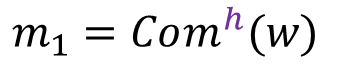 m₁ = Comʰ(w)